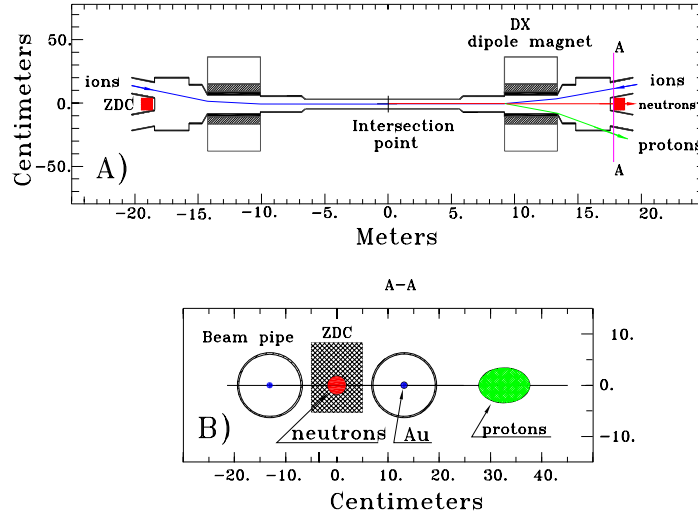 DX
dipole magnet
A
50.
ions
ions
ZDC
0.0
neutrons
Intersection
point
protons
-50.
A)
A
Centimeters
-20. -15. -10. -5. 0. 5. 10. 15. 20. 25.
Meters
A-A
Beam pipe ZDC
10.
0.
B)
neutrons Au protons
-10.
-20. -10. 0. 10. 20. 30. 40.
Centimeters